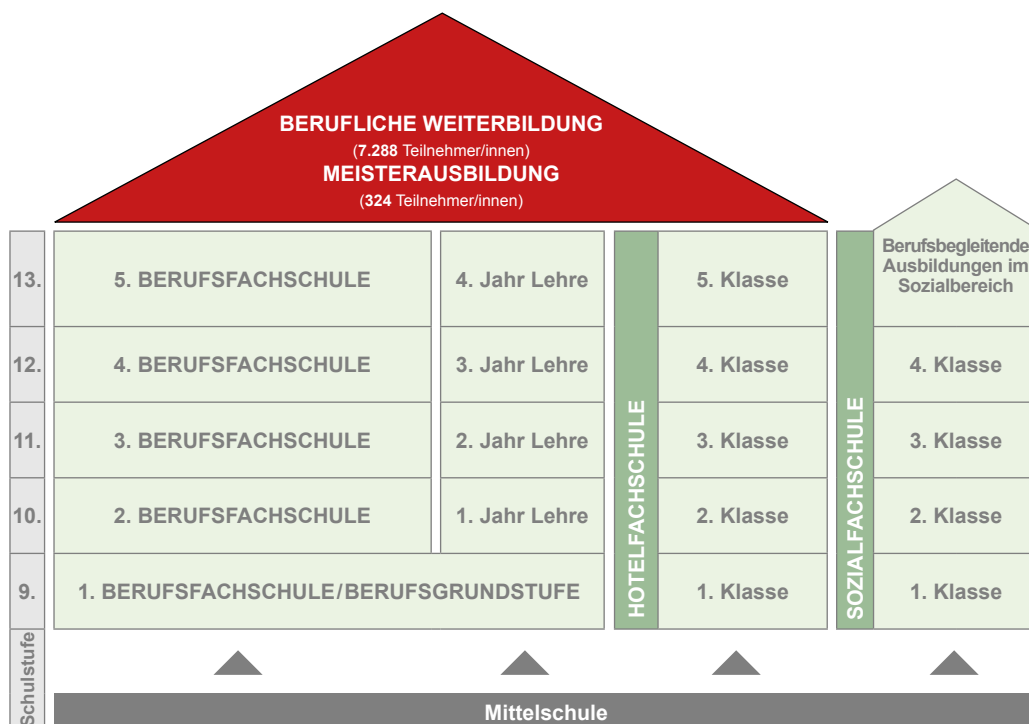 BERUFLICHE WEITERBILDUNG
(7.288 Teilnehmer/innen)
MEISTERAUSBILDUNG
(324 Teilnehmer/innen)
13.
5. BERUFSFACHSCHULE
4. Jahr Lehre
5. Klasse
Berufsbegleitende
Ausbildungen im
Sozialbereich
12.
4. BERUFSFACHSCHULE
3. Jahr Lehre
4. Klasse
4. Klasse
11.
3. BERUFSFACHSCHULE
2. Jahr Lehre
3. Klasse
3. Klasse
10.
2. BERUFSFACHSCHULE
1. Jahr Lehre
2. Klasse
2. Klasse
9.
1. BERUFSFACHSCHULE/BERUFSGRUNDSTUFE
HOTELFACHSCHULE
1. Klasse
SOZIALFACHSCHULE
1. Klasse
Schulstufe
Mittelschule